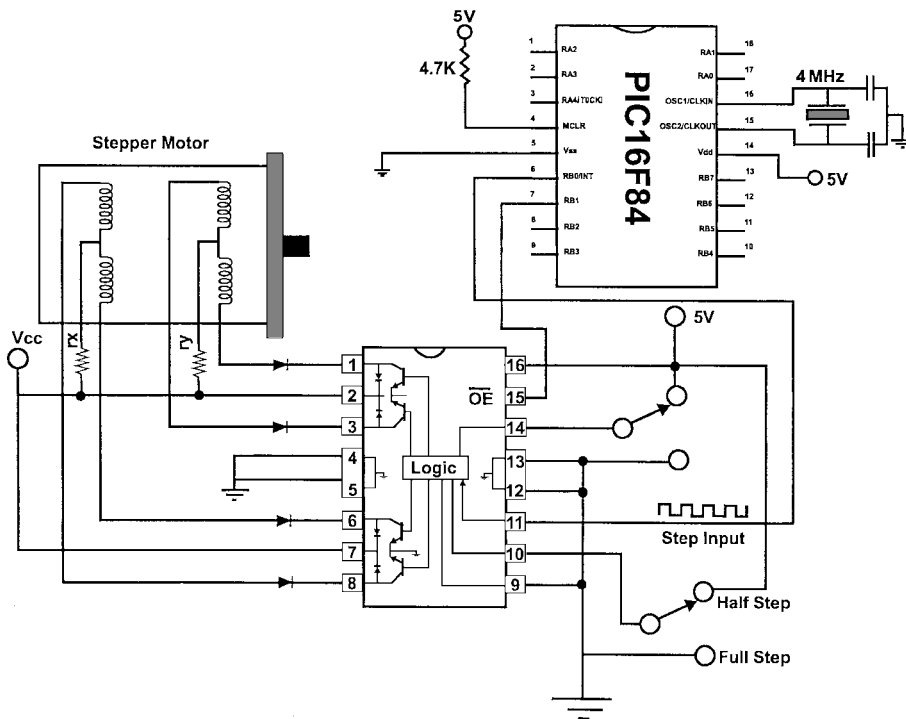 5V
4.7K
1 RA2
2 RA3
3 RA4/T0CKI
4 MCLR
5 Vss
6 RB0/INT
7 RB1
8 RB2
9 RB3
PIC16F84
RA1 18
RA0 17
OSC1/CLKIN 16
OSC2/CLKOUT 15
Vdd 14
RB7 13
RB6 12
RB5 11
RB4 10
4 MHz
5V
Stepper Motor
rx
ry
Vcc
1
2
3
4
5
6
7
8
Logic
OE
16
15
14
13
12
11
10
9
5V
Step Input
Half Step
Full Step